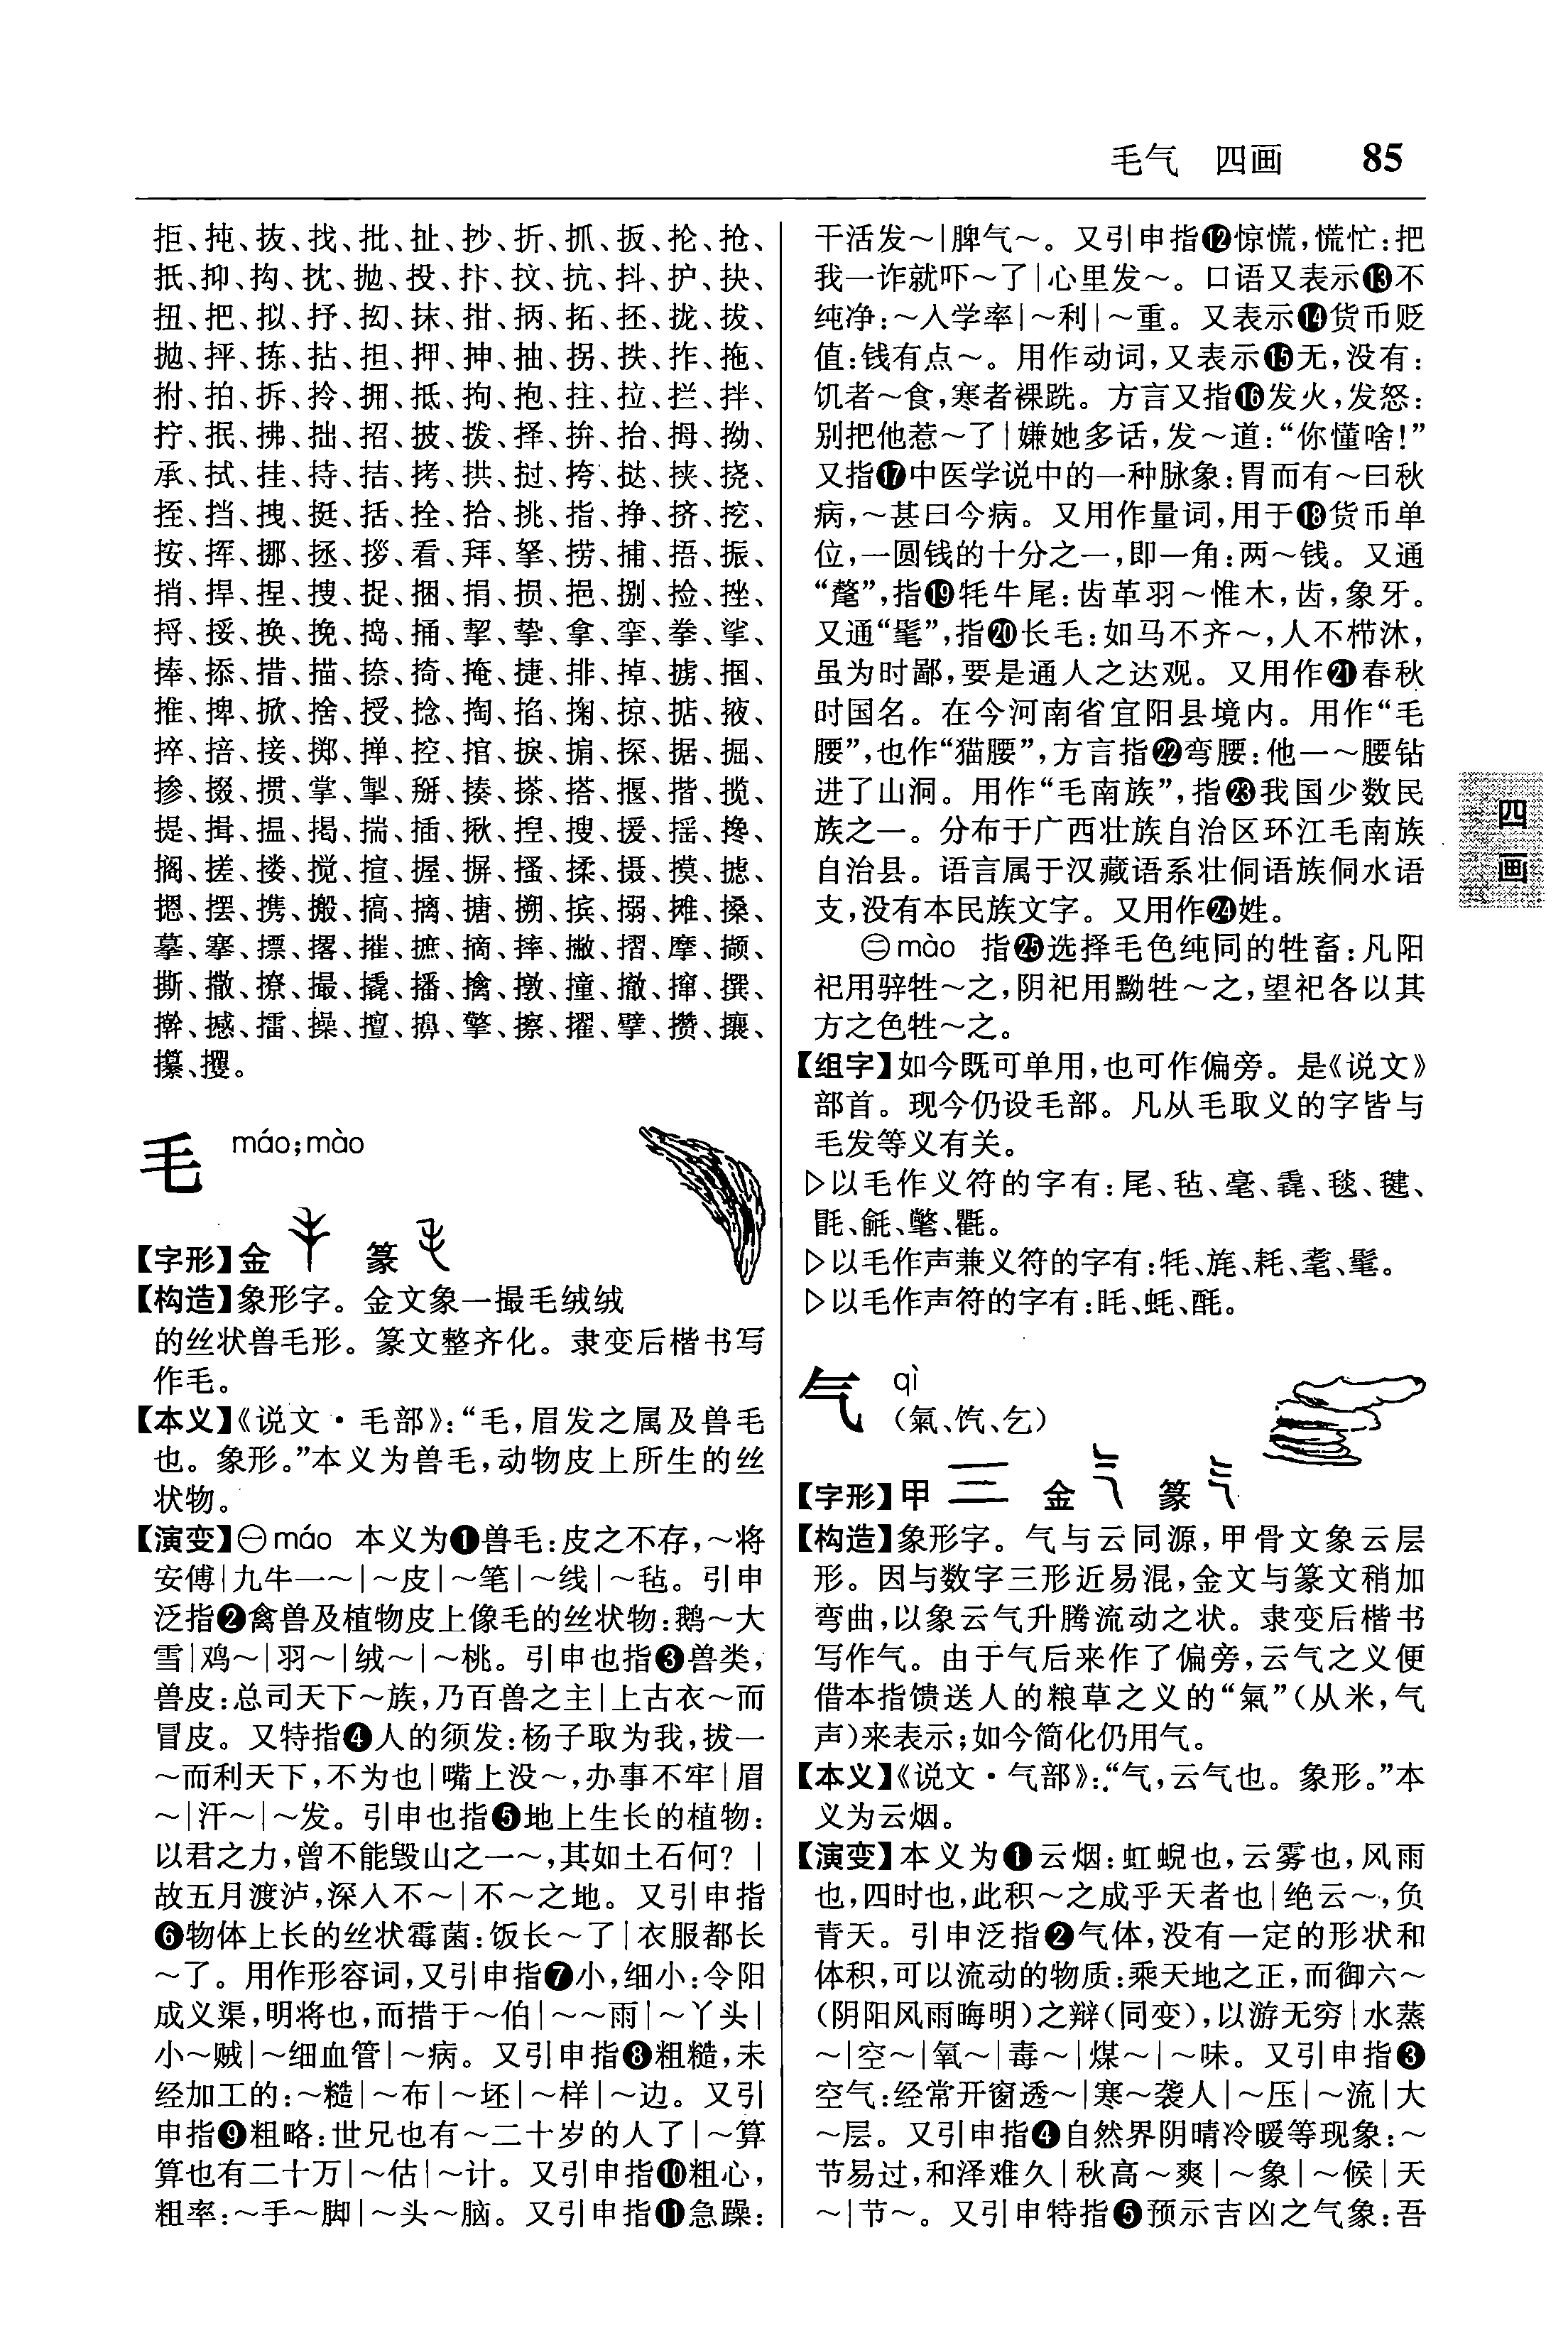 毛气 四画 85
拒、扽、抜、找、批、扯、抄、折、抓、扳、抡、抢、
抵、抑、抅、抌、抛、投、抃、抆、抗、抖、护、抉、
扭、把、拟、抒、抝、抹、拑、抦、拓、拯、拢、拔、
抛、抨、拣、拈、担、押、抻、抽、拐、抶、拃、拖、
拊、拍、拆、拎、拥、抵、拘、抱、拄、拉、拦、拌、
拧、抿、拂、拙、招、披、拨、择、拚、抬、拇、拗、
承、拭、挂、持、拮、拷、拱、挝、挎、挞、挟、挠、
挃、挡、拽、挺、括、拴、拾、挑、指、挣、挤、挖、
按、挥、挪、拯、拶、看、拜、拏、捞、捕、捂、振、
捎、捍、捏、捉、捆、捐、损、挹、捌、捡、挫、
捋、挼、换、挽、捣、捅、挈、挚、拿、挛、拳、挲、
捧、掭、措、描、捺、掎、掩、捷、排、掉、掳、掴、
推、捭、掀、舍、授、捻、掏、掐、掬、掠、掂、掖、
捽、掊、接、掷、掸、控、捾、捩、掮、探、据、掘、
掺、掇、掼、掌、掣、掰、揍、搽、搭、揠、揩、揽、
提、揖、揾、揭、揣、插、揪、揑、搜、援、摇、搀、
搁、搓、搂、搅、揎、握、摒、搔、揉、摄、摸、摅、
摁、摆、携、搬、搞、摛、搪、搠、摈、搦、摊、搡、
摹、搴、摽、撂、摧、摭、摘、摔、撇、摺、摩、撷、
撕、撒、撩、撮、撬、播、擒、撴、撞、撤、撺、撰、
擀、撼、擂、操、擅、擤、擎、擦、擢、擘、攒、攘、
攥、攫。
毛 máo;mào
【字形】金 篆
【构造】象形字。金文象一撮毛绒绒
的丝状兽毛形。篆文整齐化。隶变后楷书写
作毛。
【本义】《说文·毛部》:“毛,眉发之属及兽毛
也。象形。”本义为兽毛,动物皮上所生的丝
状物。
【演变】㊀máo 本义为❶兽毛:皮之不存,～将
安傅|九牛一～|～皮|～笔|～线|～毡。引申
泛指❷禽兽及植物皮上像毛的丝状物:鹅～大
雪|鸡～|羽～|绒～|～桃。引申也指❸兽类,
兽皮:总司天下～族,乃百兽之主|上古衣～而
冒皮。又特指❹人的须发:杨子取为我,拔一
～而利天下,不为也|嘴上没～,办事不牢|眉
～|汗～|～发。引申也指❺地上生长的植物:
以君之力,曾不能毁山之一～,其如土石何?|
故五月渡泸,深入不～|不～之地。又引申指
❻物体上长的丝状霉菌:饭长～了|衣服都长
～了。用作形容词,又引申指❼小,细小:令阳
成义渠,明将也,而措于～伯|～～雨|～丫头|
小～贼|～细血管|～病。又引申指❽粗糙,未
经加工的:～糙|～布|～坯|～样|～边。又引
申指❾粗略:世兄也有～二十岁的人了|～算
算也有二十万|～估|～计。又引申指❿粗心,
粗率:～手～脚|～头～脑。又引申指⓫急躁:
干活发～|脾气～。又引申指⓬惊慌,慌忙:把
我一诈就吓～了|心里发～。口语又表示⓭不
纯净:～入学率|～利|～重。又表示⓮货币贬
值:钱有点～。用作动词,又表示⓯无,没有:
饥者～食,寒者裸跣。方言又指⓰发火,发怒:
别把他惹～了|嫌她多话,发～道:“你懂啥!”
又指⓱中医学说中的一种脉象:胃而有～曰秋
病,～甚曰今病。又用作量词,用于⓲货币单
位,一圆钱的十分之一,即一角:两～钱。又通
“氂”,指⓳牦牛尾:齿革羽～惟木,齿,象牙。
又通“髦”,指⓴长毛:如马不齐～,人不栉沐,
虽为时鄙,要是通人之达观。又用作㉑春秋
时国名。在今河南省宜阳县境内。用作“毛
腰”,也作“猫腰”,方言指㉒弯腰:他一～腰钻
进了山洞。用作“毛南族”,指㉓我国少数民
族之一。分布于广西壮族自治区环江毛南族
自治县。语言属于汉藏语系壮侗语族侗水语
支,没有本民族文字。又用作㉔姓。
㊁mào 指㉕选择毛色纯同的牲畜:凡阳
祀用骍牲～之,阴祀用黝牲～之,望祀各以其
方之色牲～之。
【组字】如今既可单用,也可作偏旁。是《说文》
部首。现今仍设毛部。凡从毛取义的字皆与
毛发等义有关。
▷以毛作义符的字有:尾、毡、毫、毳、毯、毽、
毦、毹、氅、氍。
▷以毛作声兼义符的字有:牦、旄、耗、耄、髦。
▷以毛作声符的字有:眊、蚝、酕。
气 qì
(氣、饩、乞)
【字形】甲 金 篆
【构造】象形字。气与云同源,甲骨文象云层
形。因与数字三形近易混,金文与篆文稍加
弯曲,以象云气升腾流动之状。隶变后楷书
写作气。由于气后来作了偏旁,云气之义便
借本指馈送人的粮草之义的“氣”(从米,气
声)来表示;如今简化仍用气。
【本义】《说文·气部》:“气,云气也。象形。”本
义为云烟。
【演变】本义为❶云烟:虹蜺也,云雾也,风雨
也,四时也,此积～之成乎天者也|绝云～,负
青天。引申泛指❷气体,没有一定的形状和
体积,可以流动的物质:乘天地之正,而御六～
(阴阳风雨晦明)之辩(同变),以游无穷|水蒸
～|空～|氧～|毒～|煤～|～味。又引申指❸
空气:经常开窗透～|寒～袭人|～压|～流|大
～层。又引申指❹自然界阴晴冷暖等现象:～
节易过,和泽难久|秋高～爽|～象|～候|天
～|节～。又引申特指❺预示吉凶之气象:吾
四
画